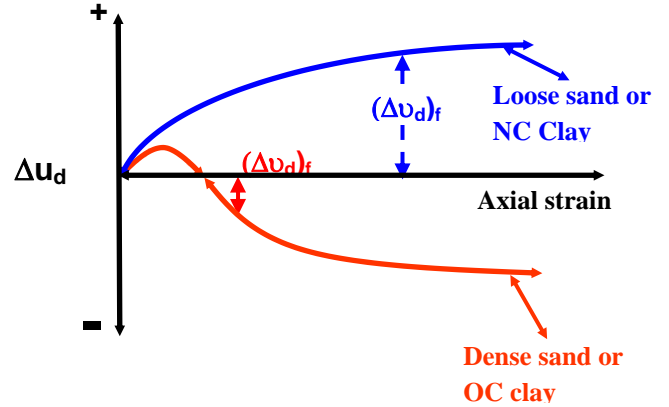 +
Loose sand or
NC Clay
(Δυd)f
(Δυd)f
Δud
Axial strain
–
Dense sand or
OC clay